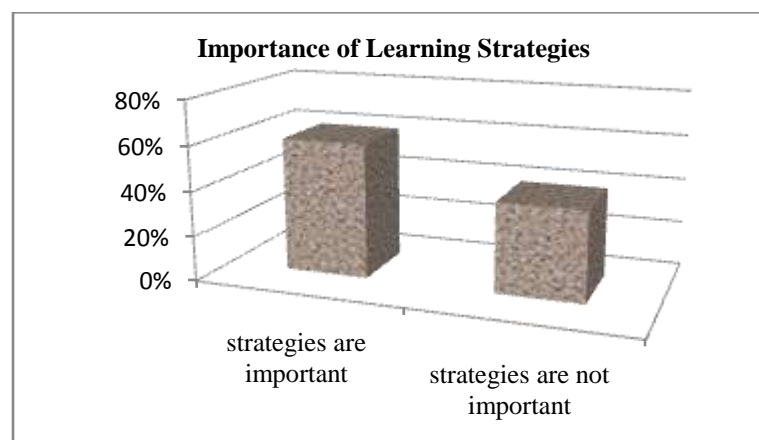 Importance of Learning Strategies
80%
60%
40%
20%
0%
strategies are
important
strategies are not
important